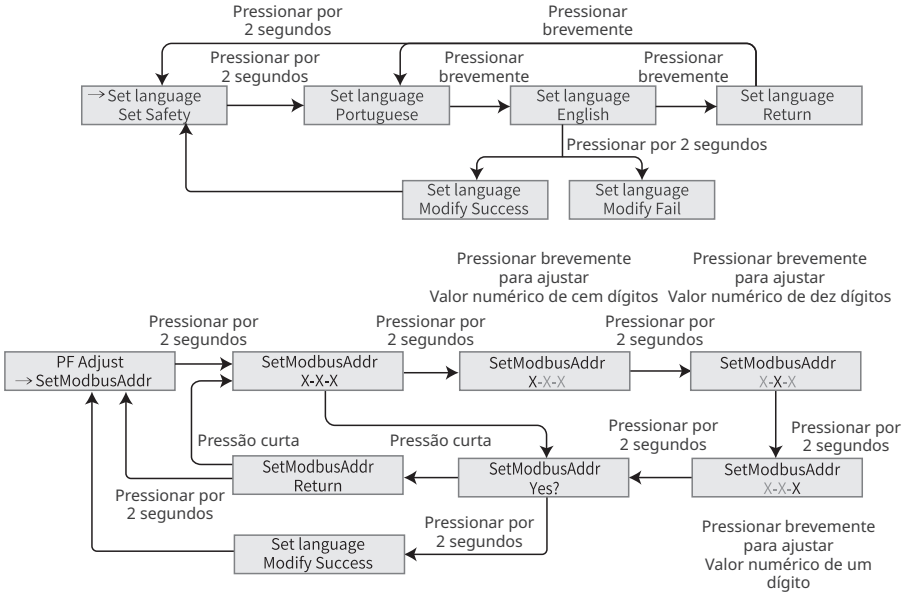 Pressionar por
2 segundos
Pressionar
brevemente
Pressionar por
2 segundos
Pressionar
brevemente
Pressionar
brevemente
→Set language
Set Safety
Set language
Portuguese
Set language
English
Set language
Return
Pressionar por 2 segundos
Set language
Modify Success
Set language
Modify Fail
Pressionar brevemente
para ajustar
Valor numérico de cem dígitos
Pressionar brevemente
para ajustar
Valor numérico de dez dígitos
Pressionar por
2 segundos
Pressionar por
2 segundos
Pressionar por
2 segundos
PF Adjust
→SetModbusAddr
SetModbusAddr
X-X-X
SetModbusAddr
X-X-X
SetModbusAddr
X-X-X
Pressão curta
Pressão curta
Pressionar por
2 segundos
Pressionar por
2 segundos
SetModbusAddr
Return
SetModbusAddr
Yes?
SetModbusAddr
X-X-X
Pressionar por
2 segundos
Pressionar por
2 segundos
Set language
Modify Success
Pressionar brevemente
para ajustar
Valor numérico de um
dígito